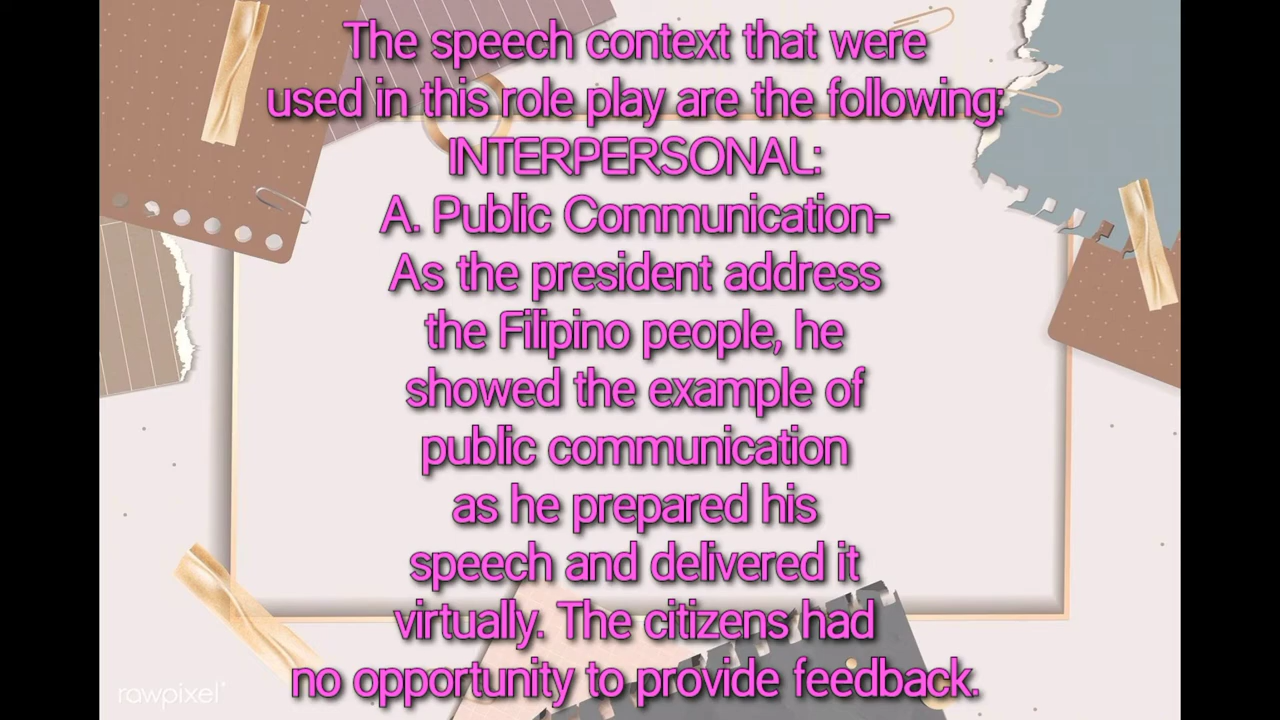 The speech context that were
used in this role play are the following:
INTERPERSONAL:
A. Public Communication-
As the president address
the Filipino people, he
showed the example of
public communication
as he prepared his
speech and delivered it
virtually. The citizens had
no opportunity to provide feedback.
rawpixel